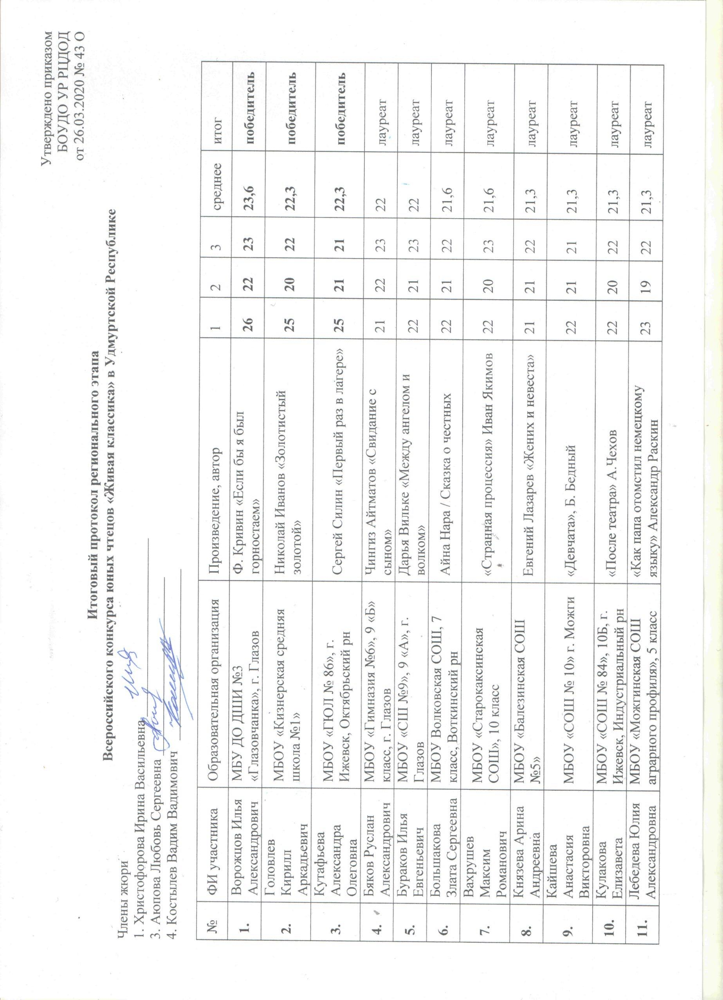 Утверждено приказом
БОУДО УР РЦДОД
от 26.03.2020 № 43 О
Итоговый протокол регионального этапа
Всероссийского конкурса юных чтецов «Живая классика» в Удмуртской Республике
Члены жюри
1. Христофорова Ирина Васильевна
3. Аюпова Любовь Сергеевна
4. Костылев Вадим Вадимович
№ ФИ участника Образовательная организация Произведение, автор 1 2 3 среднее итог
1. Ворожцов Илья МБУ ДО ДШИ №3 Ф. Кривин «Если бы я был 26 22 23 23,6 победитель
Александрович «Глазовчанка», г. Глазов горностаем»
2. Головлев МБОУ «Кизнерская средняя Николай Иванов «Золотистый 25 20 22 22,3 победитель
Кирилл школа №1» золотой»
Аркадьевич
3. Кутафьева МБОУ «ГЮЛ № 86», г. Сергей Силин «Первый раз в лагере» 25 21 21 22,3 победитель
Александра Ижевск, Октябрьский рн
Олеговна
4. Бяков Руслан МБОУ «Гимназия №6», 9 «Б» Чингиз Айтматов «Свидание с 21 22 23 22 лауреат
Александрович класс, г. Глазов сыном»
5. Бураков Илья МБОУ «СШ №9», 9 «А», г. Дарья Вильке «Между ангелом и 22 21 23 22 лауреат
Евгеньевич Глазов волком»
6. Большакова МБОУ Волковская СОШ, 7 Айна Нара / Сказка о честных 22 21 22 21,6 лауреат
Злата Сергеевна класс, Воткинский рн
7. Вахрушев МБОУ «Старокаксинская «Странная процессия» Иван Якимов 22 20 23 21,6 лауреат
Максим СОШ», 10 класс
Романович
8. Князева Арина МБОУ «Балезинская СОШ Евгений Лазарев «Жених и невеста» 21 21 22 21,3 лауреат
Андреевна №5»
9. Кайшева МБОУ «СОШ № 10» г. Можги «Девчата», Б. Бедный 22 21 21 21,3 лауреат
Анастасия
Викторовна
10. Кулакова МБОУ «СОШ № 84», 10Б, г. «После театра» А.Чехов 22 20 22 21,3 лауреат
Елизавета Ижевск, Индустриальный рн
11. Лебедева Юлия МБОУ «Можгинская СОШ «Как папа отомстил немецкому 23 19 22 21,3 лауреат
Александровна аграрного профиля», 5 класс языку» Александр Раскин